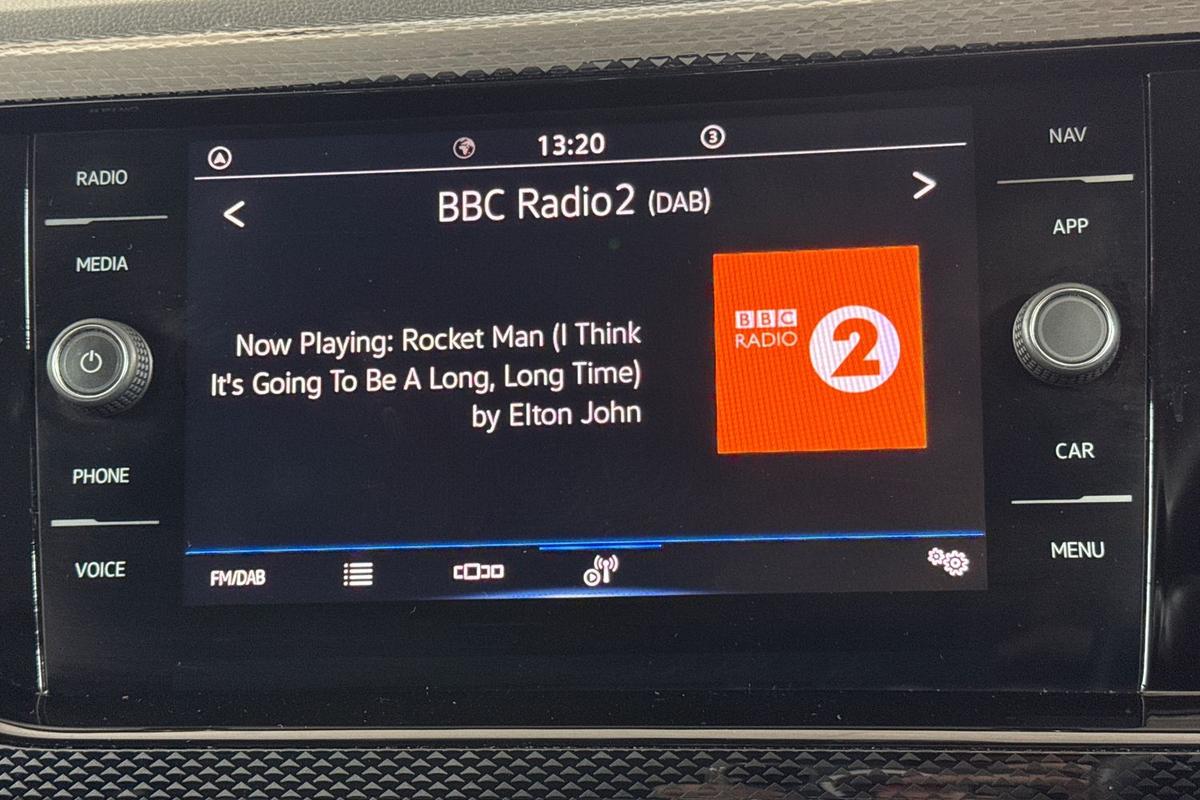 13:20
3
BBC Radio2 (DAB)
<
>
Now Playing: Rocket Man (I Think
It's Going To Be A Long, Long Time)
by Elton John
BBC
RADIO
2
FM/DAB
RADIO
MEDIA
PHONE
VOICE
NAV
APP
CAR
MENU